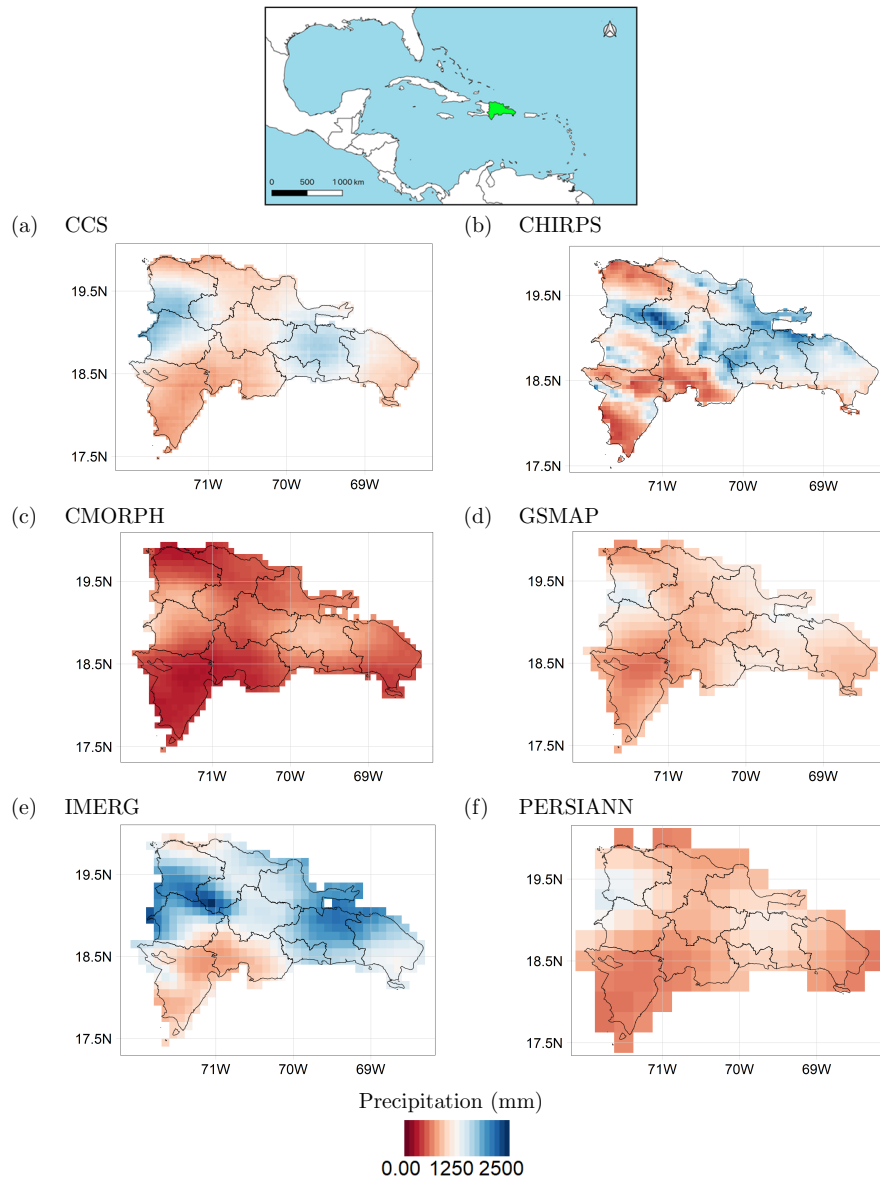 0 500 1 000 km
(a) CCS
(b) CHIRPS
19.5N
18.5N
17.5N
71W 70W 69W
19.5N
18.5N
17.5N
71W 70W 69W
(c) CMORPH
(d) GSMAP
19.5N
18.5N
17.5N
71W 70W 69W
19.5N
18.5N
17.5N
71W 70W 69W
(e) IMERG
(f) PERSIANN
19.5N
18.5N
17.5N
71W 70W 69W
19.5N
18.5N
17.5N
71W 70W 69W
Precipitation (mm)
0.00 1250 2500